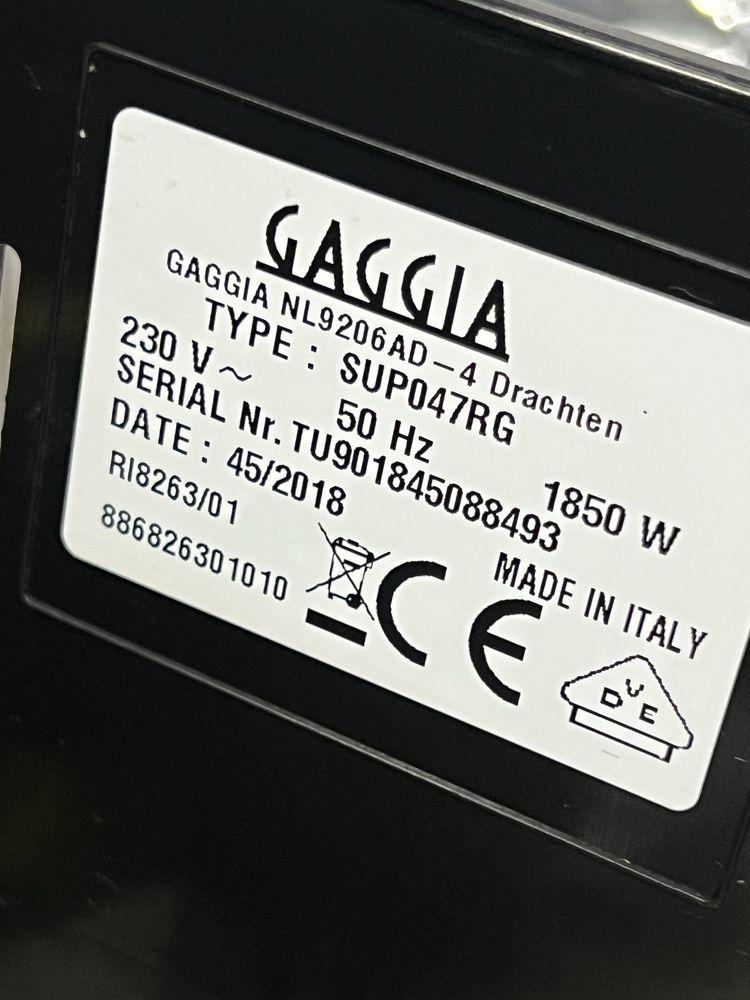 GAGGIA
GAGGIA NL9206AD-4 Drachten
TYPE : SUP047RG
230 V~ 50 Hz 1850 W
SERIAL Nr. TU901845088493
DATE : 45/2018 MADE IN ITALY
RI8263/01
886826301010
CE
DVE